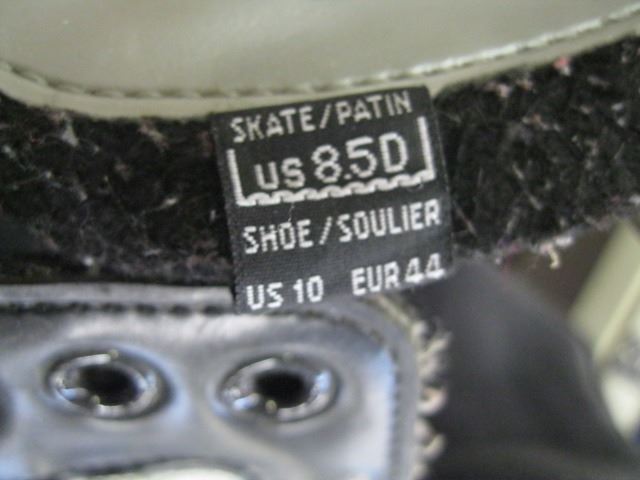 SKATE/PATIN
US 8.5D
SHOE/SOULIER
US 10 EUR 44